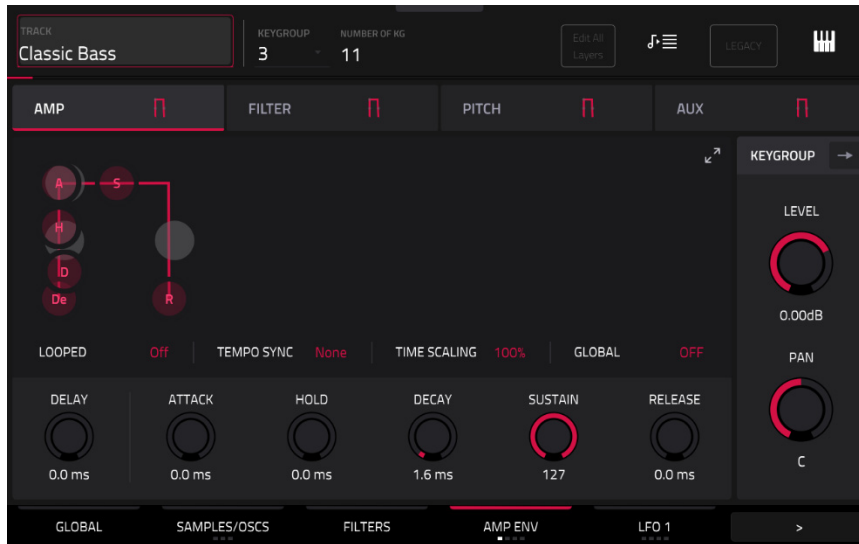 TRACK
Classic Bass
KEYGROUP
3
NUMBER OF KG
11
Edit All
Layers
LEGACY
AMP
FILTER
PITCH
AUX
KEYGROUP
A
S
H
D
De
R
LEVEL
0.00dB
LOOPED Off TEMPO SYNC None TIME SCALING 100% GLOBAL OFF
PAN
C
DELAY ATTACK HOLD DECAY SUSTAIN RELEASE
0.0 ms 0.0 ms 0.0 ms 1.6 ms 127 0.0 ms
GLOBAL SAMPLES/OSCS FILTERS AMP ENV LFO 1 >